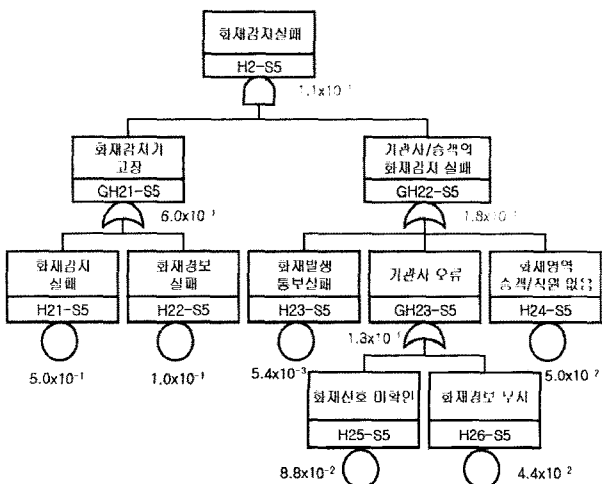 화재감지실패
H2-S5
1.1x10
화재감지기
고장
GH21-S5
6.0x10
기관사/승객의
화재감지 실패
GH22-S5
1.8x10
화재감지
실패
H21-S5
5.0x10⁻¹
화재경보
실패
H22-S5
1.0x10⁻¹
화재발생
통보실패
H23-S5
5.4x10⁻³
기관사 오류
GH23-S5
1.3x10
화재영역
승객/직원 없음
H24-S5
5.0x10⁻²
화재신호 미확인
H25-S5
8.8x10⁻²
화재경보 무시
H26-S5
4.4x10⁻²